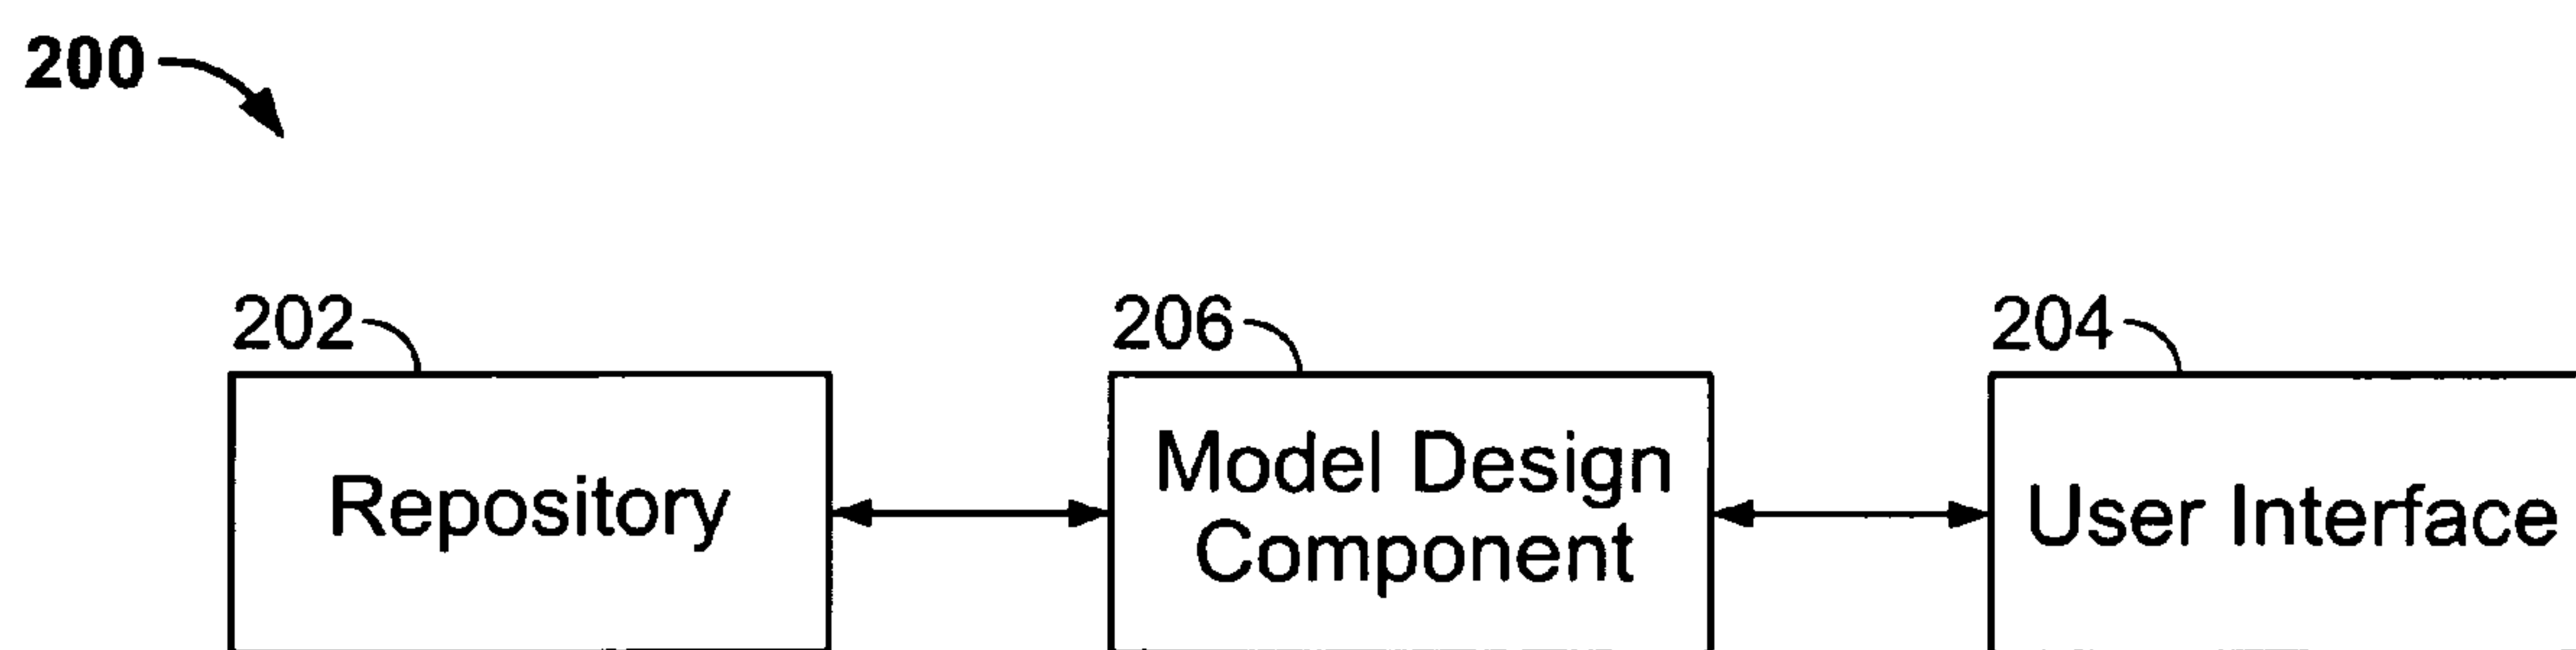 200
202
206
204
Repository
Model Design
Component
User Interface